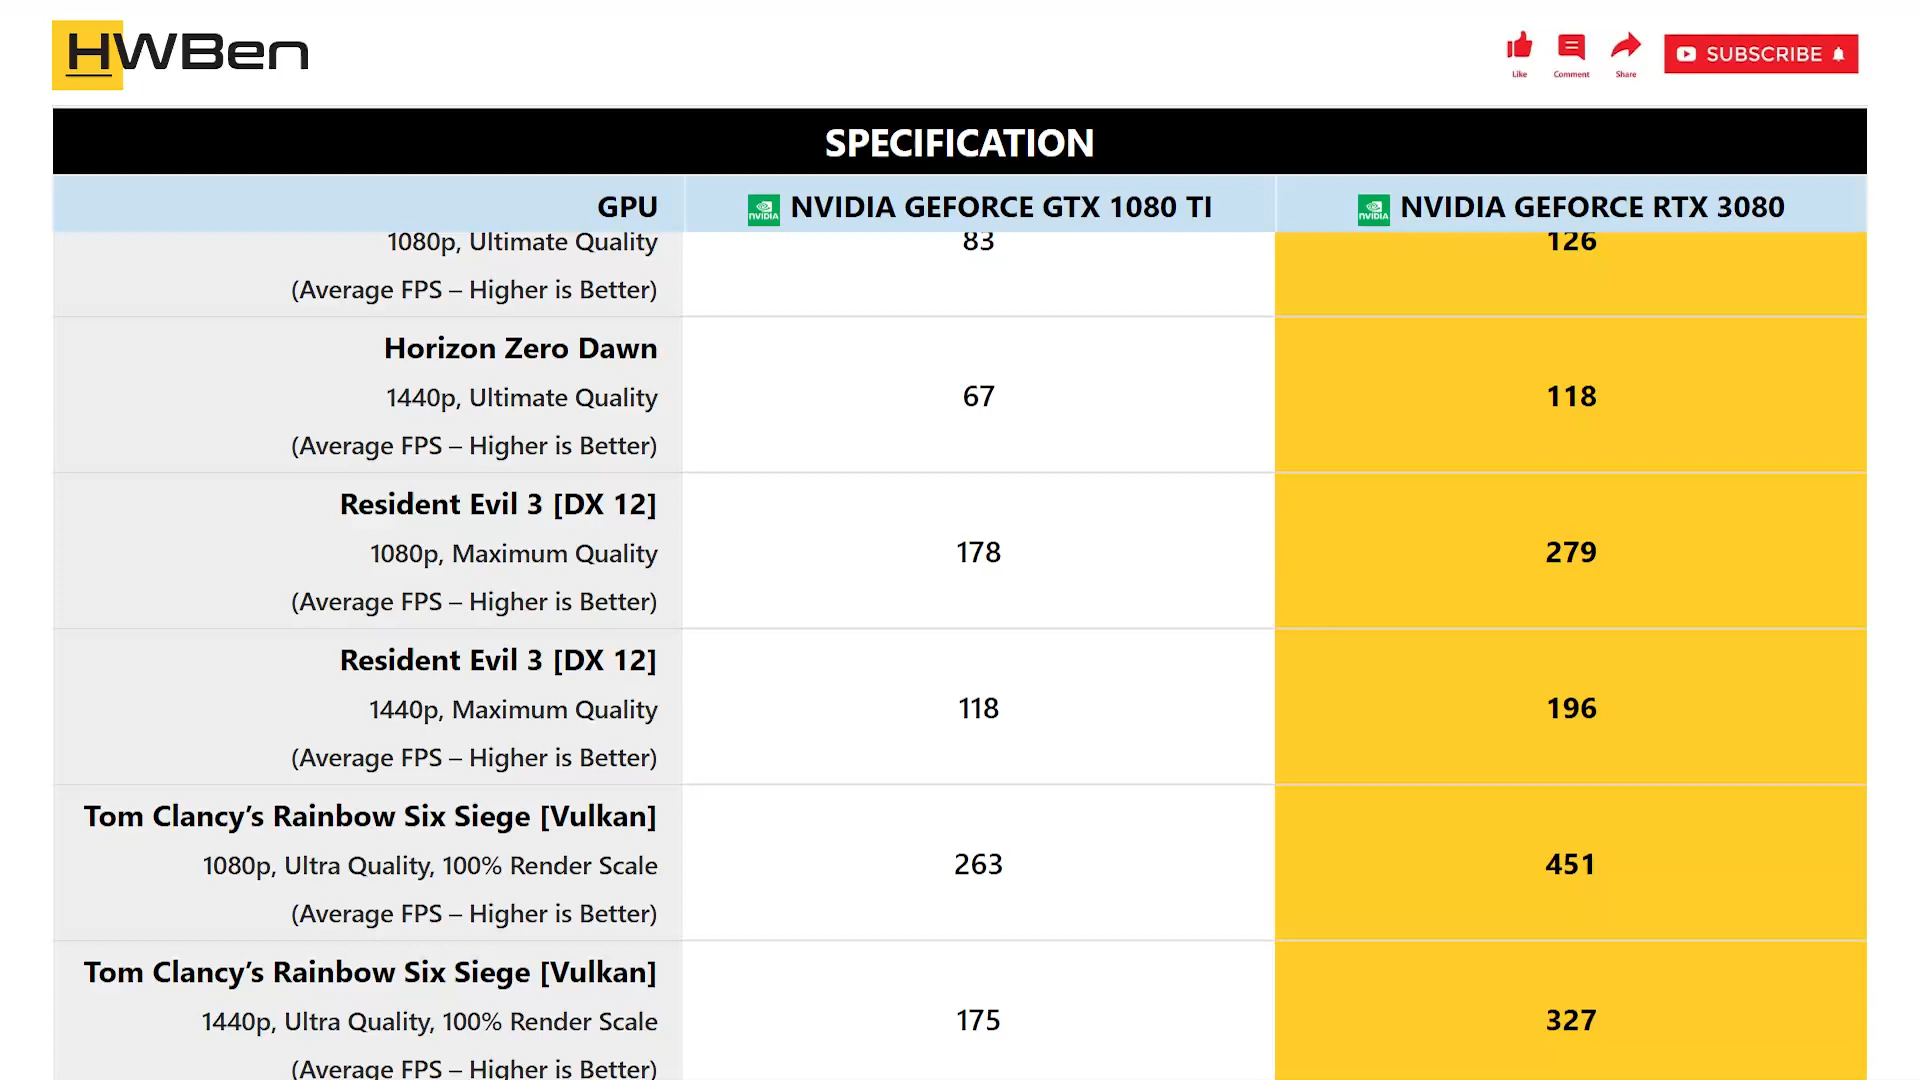 HWBen
Like
Comment
Share
SUBSCRIBE
SPECIFICATION
GPU
NVIDIA NVIDIA GEFORCE GTX 1080 TI
NVIDIA NVIDIA GEFORCE RTX 3080
1080p, Ultimate Quality
(Average FPS – Higher is Better)
83
126
Horizon Zero Dawn
1440p, Ultimate Quality
(Average FPS – Higher is Better)
67
118
Resident Evil 3 [DX 12]
1080p, Maximum Quality
(Average FPS – Higher is Better)
178
279
Resident Evil 3 [DX 12]
1440p, Maximum Quality
(Average FPS – Higher is Better)
118
196
Tom Clancy’s Rainbow Six Siege [Vulkan]
1080p, Ultra Quality, 100% Render Scale
(Average FPS – Higher is Better)
263
451
Tom Clancy’s Rainbow Six Siege [Vulkan]
1440p, Ultra Quality, 100% Render Scale
(Average FPS – Higher is Better)
175
327